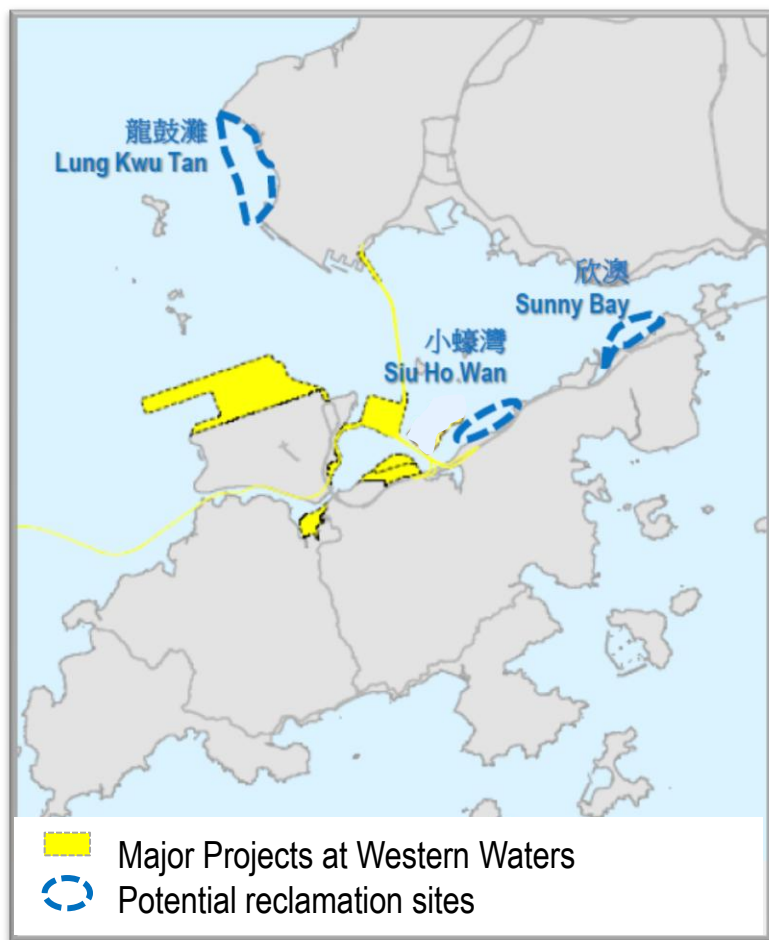 龍鼓灘
Lung Kwu Tan
欣澳
Sunny Bay
小蠔灣
Siu Ho Wan
Major Projects at Western Waters
Potential reclamation sites